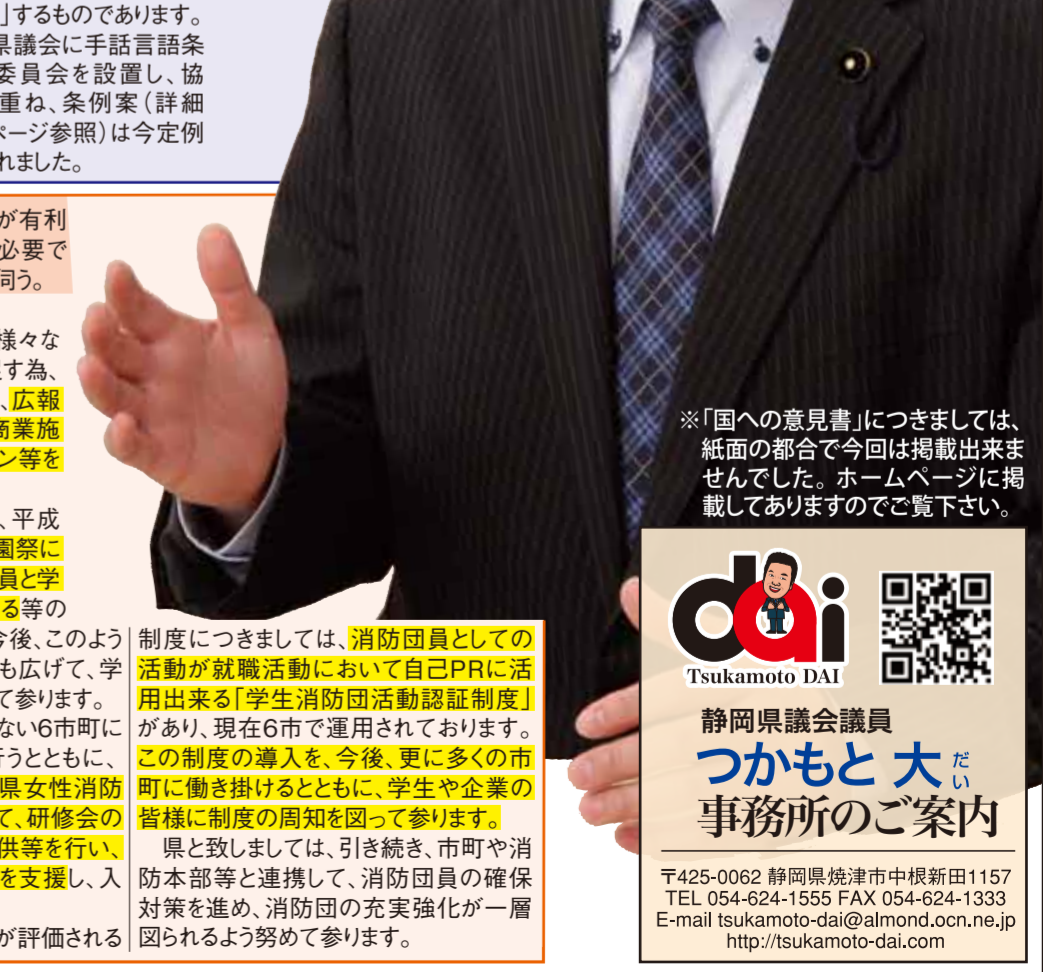 」するものであります。
県議会に手話言語条
委員会を設置し、協
重ね、条例案(詳細
ページ参照)は今定例
れました。
が有利
必要で
伺う。
様々な
す為、
、広報
商業施
ン等を
、平成
園祭に
員と学
る等の
今後、このよう
も広げて、学
て参ります。
ない6市町に
行うとともに、
県女性消防
て、研修会の
供等を行い、
を支援し、入
が評価される
制度につきましては、消防団員としての
活動が就職活動において自己PRに活
用出来る「学生消防団活動認証制度」
があり、現在6市で運用されております。
この制度の導入を、今後、更に多くの市
町に働き掛けるとともに、学生や企業の
皆様に制度の周知を図って参ります。
　県と致しましては、引き続き、市町や消
防本部等と連携して、消防団員の確保
対策を進め、消防団の充実強化が一層
図られるよう努めて参ります。
※「国への意見書」につきましては、
紙面の都合で今回は掲載出来ま
せんでした。ホームページに掲
載してありますのでご覧下さい。
dai
Tsukamoto DAI
静岡県議会議員
つかもと 大 だい
事務所のご案内
〒425-0062 静岡県焼津市中根新田1157
TEL 054-624-1555 FAX 054-624-1333
E-mail tsukamoto-dai@almond.ocn.ne.jp
http://tsukamoto-dai.com